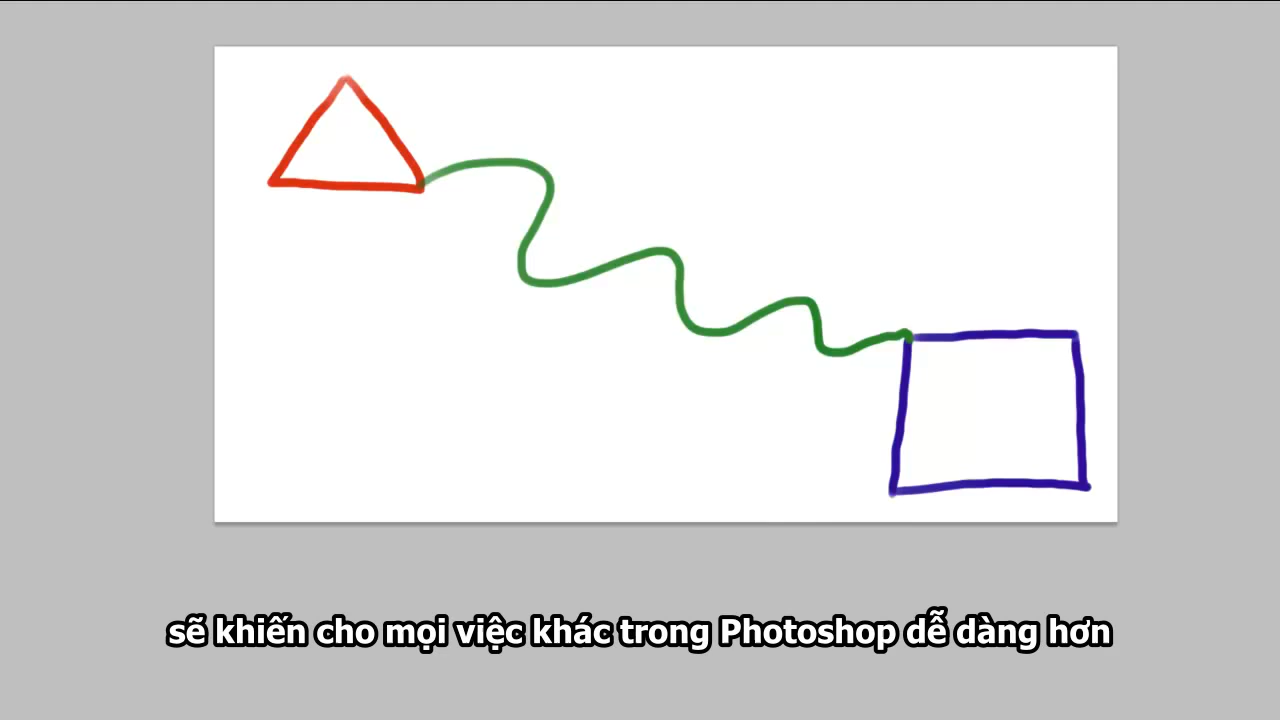 sẽ khiến cho mọi việc khác trong Photoshop dễ dàng hơn